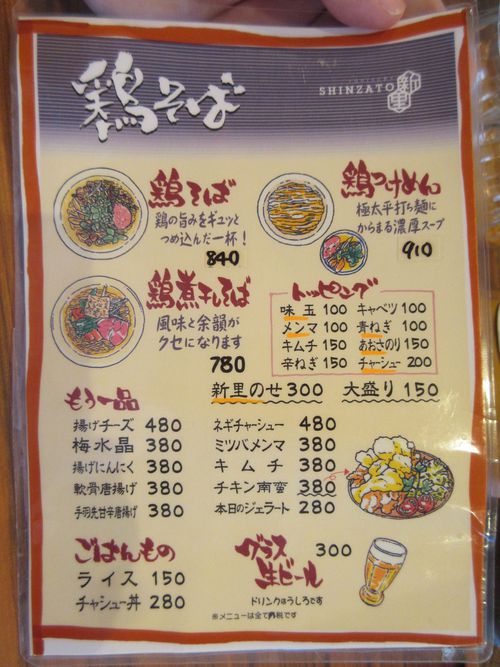 鶏そば
SHINZATO
新里
鶏そば
鶏の旨みをギュッと
つめ込んだ一杯!
840
鶏つけめん
極太平打ち麺に
からまる濃厚スープ
910
鶏煮干しそば
風味と余韻が
クセになります
780
トッピング
味玉 100 キャベツ 100
メンマ 100 青ねぎ 100
キムチ 150 あおさのり 150
辛ねぎ 150 チャーシュー 200
新里のせ 300 大盛り 150
もう一品
揚げチーズ 480
梅水晶 380
揚げにんにく 380
軟骨唐揚げ 380
手羽先甘辛唐揚げ 380
ネギチャーシュー 480
ミツバメンマ 380
キムチ 380
チキン南蛮 380
本日のジェラート 280
ごはんもの
ライス 150
チャシュー丼 280
グラス
生ビール
300
ドリンクはうしろです
※メニューは全て内税です